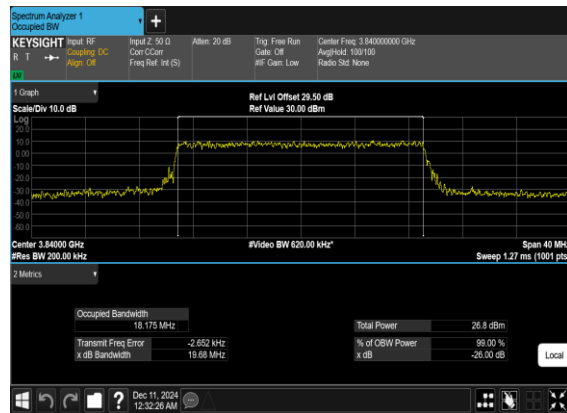 Spectrum Analyzer 1
Occupied BW
KEYSIGHT
R T
LW
Input: RF
Coupling: DC
Align: Off
Input Z: 50 Ω
Corr CCorr
Freq Ref: Int (S)
Atten: 20 dB
Trig: Free Run
Gate: Off
#IF Gain: Low
Center Freq: 3.840000000 GHz
Avg|Hold: 100/100
Radio Std: None
1 Graph
Scale/Div 10.0 dB
Ref Lvl Offset 29.50 dB
Ref Value 30.00 dBm
Log
20.0
10.0
0.00
-10.0
-20.0
-30.0
-40.0
-50.0
-60.0
Center 3.84000 GHz
#Res BW 200.00 kHz
#Video BW 620.00 kHz*
Span 40 MHz
Sweep 1.27 ms (1001 pts)
2 Metrics
Occupied Bandwidth
18.175 MHz
Total Power 26.8 dBm
Transmit Freq Error -2.652 kHz
% of OBW Power 99.00 %
x dB Bandwidth 19.68 MHz
x dB -26.00 dB
Local
?
Dec 11, 2024
12:32:26 AM